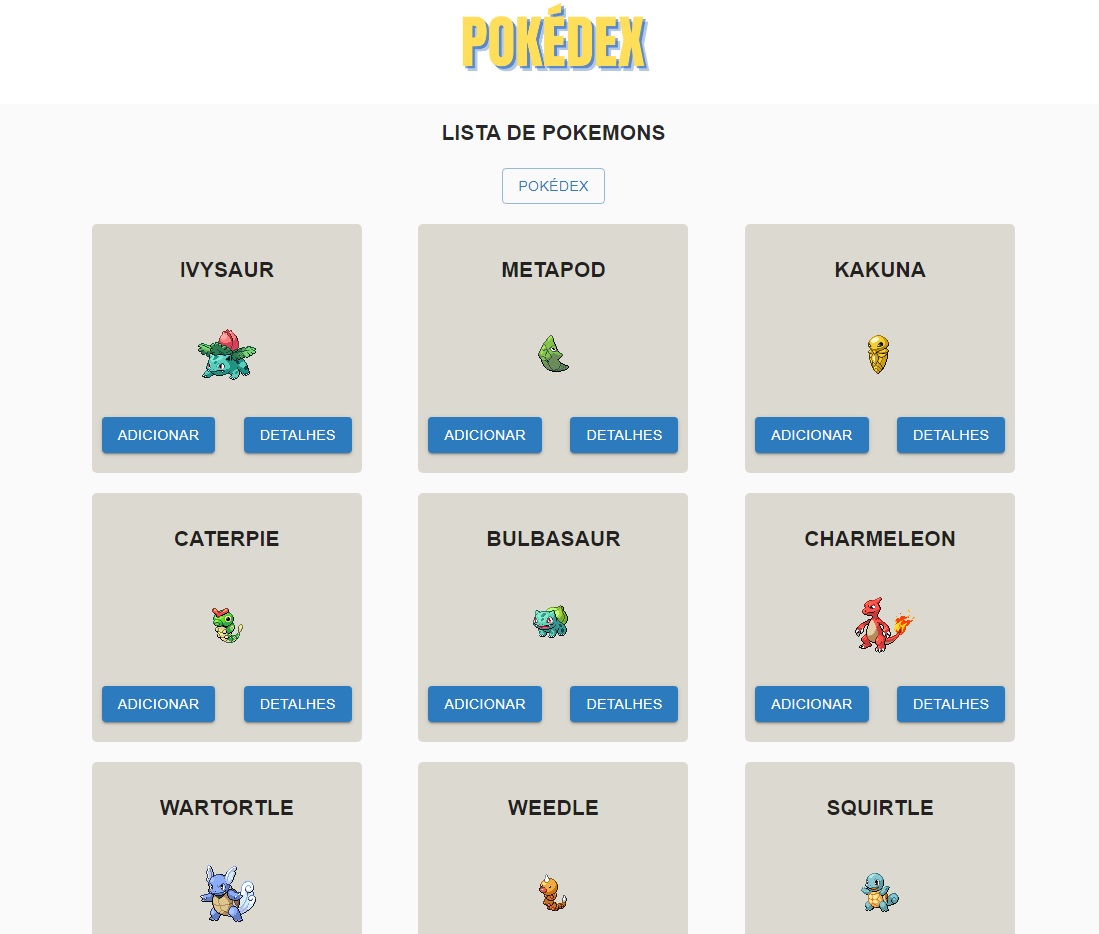 POKÉDEX
LISTA DE POKEMONS
POKÉDEX
IVYSAUR
METAPOD
KAKUNA
ADICIONAR
DETALHES
ADICIONAR
DETALHES
ADICIONAR
DETALHES
CATERPIE
BULBASAUR
CHARMELEON
ADICIONAR
DETALHES
ADICIONAR
DETALHES
ADICIONAR
DETALHES
WARTORTLE
WEEDLE
SQUIRTLE